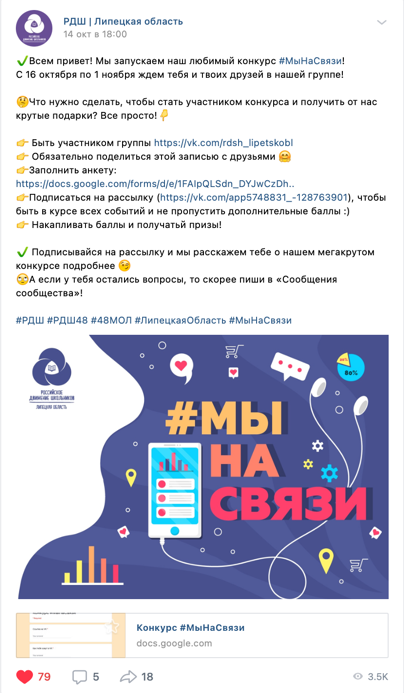 РДШ | Липецкая область
14 окт в 18:00
✔Всем привет! Мы запускаем наш любимый конкурс #МыНаСвязи!
С 16 октября по 1 ноября ждем тебя и твоих друзей в нашей группе!
🤔Что нужно сделать, чтобы стать участником конкурса и получить от нас
крутые подарки? Все просто!👇
👉 Быть участником группы https://vk.com/rdsh_lipetskobl
👉 Обязательно поделиться этой записью с друзьями 🤗
👉Заполнить анкету:
https://docs.google.com/forms/d/e/1FAIpQLSdn_DYJwCzDh..
👉Подписаться на рассылку (https://vk.com/app5748831_-128763901), чтобы
быть в курсе всех событий и не пропустить дополнительные баллы :)
👉 Накапливать баллы и получатьй призы!
✔ Подписывайся на рассылку и мы расскажем тебе о нашем мегакрутом
конкурсе подробнее 😏
🙄А если у тебя остались вопросы, то скорее пиши в «Сообщения
сообщества»!
#РДШ #РДШ48 #48МОЛ #ЛипецкаяОбласть #МыНаСвязи
РОССИЙСКОЕ
ДВИЖЕНИЕ ШКОЛЬНИКОВ
ЛИПЕЦКАЯ ОБЛАСТЬ
86%
#МЫ
НА
СВЯЗИ
Конкурс #МыНаСвязи
docs.google.com
79
5
18
3.5K